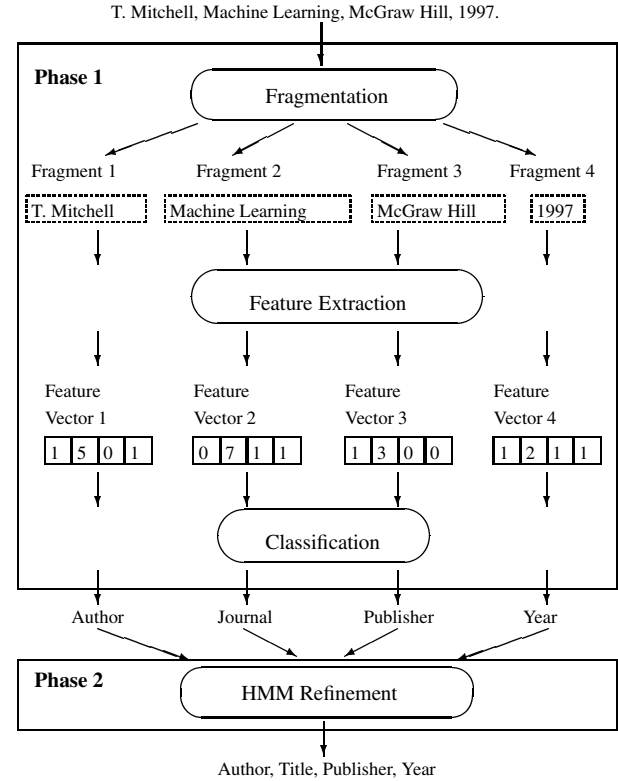 T. Mitchell, Machine Learning, McGraw Hill, 1997.
Phase 1
Fragmentation
Fragment 1 Fragment 2 Fragment 3 Fragment 4
T. Mitchell Machine Learning McGraw Hill 1997
Feature Extraction
Feature Feature Feature Feature
Vector 1 Vector 2 Vector 3 Vector 4
1 5 0 1 0 7 1 1 1 3 0 0 1 2 1 1
Classification
Author Journal Publisher Year
Phase 2
HMM Refinement
Author, Title, Publisher, Year